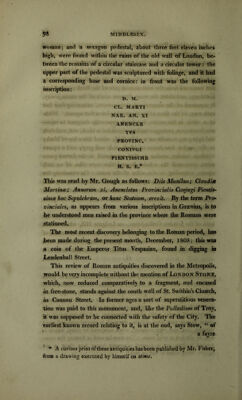 98 MIDDLESEX.
woman; and a sexagon pedestal, about three feet eleven inches
high, were found within the ruins of the old wall of London, be-
tween the remains of a circular staircase and a circular tower: the
upper part of the pedestal was sculptured with foliage, and it had
a corresponding base and cornice: in front was the following
inscription:
D. M.
CL. MARTI
NAE. AN. XI
ANENCLE
TVS
PROVINC.
CONIVGI
PIENTISSIMÆ
H. S. E.*
This was read by Mr. Gough as follows: Diis Manibus; Claudiæ
Martinæ; Annorum xi. Anencletus Provincialis Conjugi Pientis-
simæ hoc Sepulchrum, or hanc Statuam, erexit. By the term Pro-
vincialis, as appears from various inscriptions in Gravius, is to
be understood men raised in the province where the Romans were
stationed.
The most recent discovery belonging to the Roman period, has
been made during the present month, December, 1803: this was
a coin of the Emperor Titus Vespasian, found in digging in
Leadenhall Street.
This review of Roman antiquities discovered in the Metropolis,
would be very incomplete without the mention of LONDON STONE,
which, now reduced comparatively to a fragment, and encased
in free-stone, stands against the south wall of St. Swithin's Church,
in Cannon Street. In former ages a sort of superstitious venera-
tion was paid to this monument, and, like the Palladium of Troy,
it was supposed to be connected with the safety of the City. The
earliest known record relating to it, is at the end, says Stow, " of
a fayre
* A curious print of these antiquities has been published by Mr. Fisher,
from a drawing executed by himself on stone.